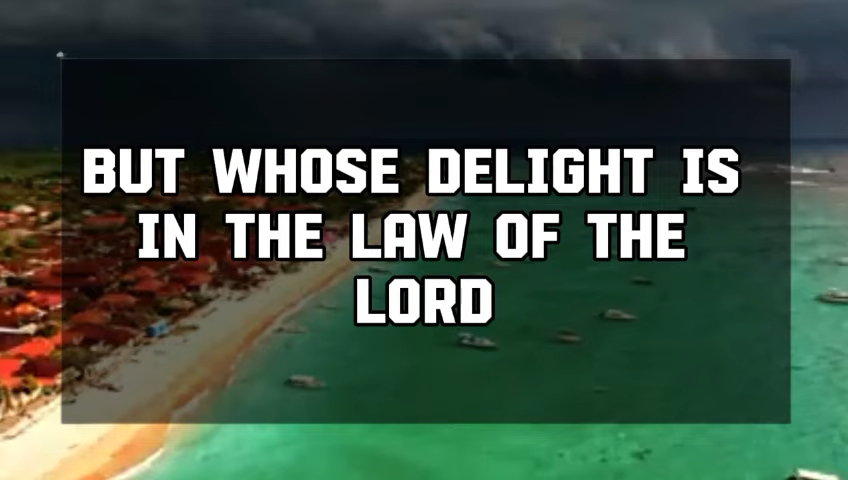 BUT WHOSE DELIGHT IS
IN THE LAW OF THE
LORD